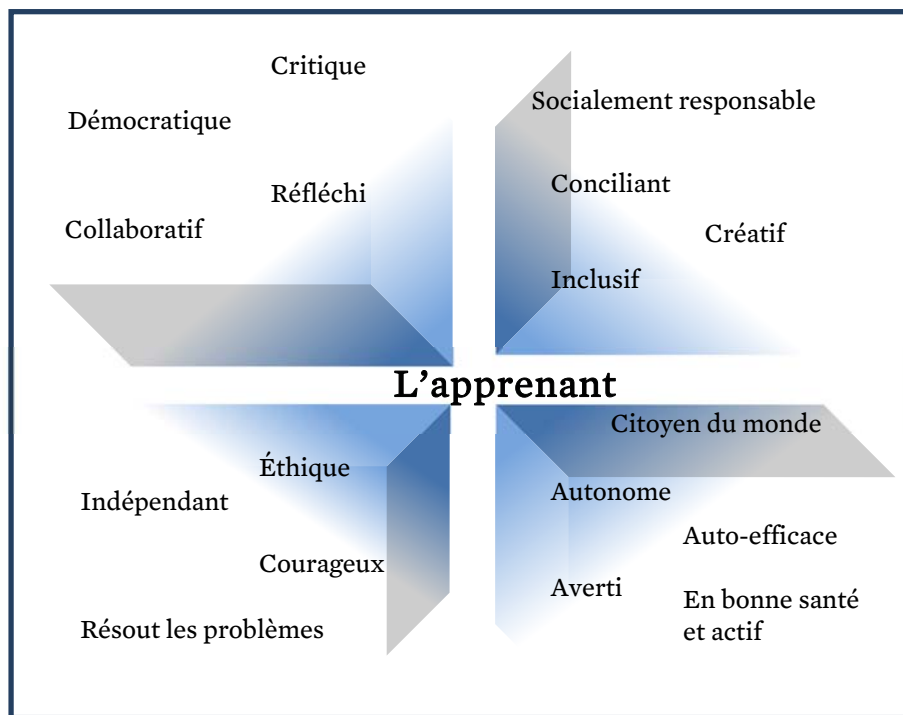 Critique
Démocratique
Réfléchi
Collaboratif
Socialement responsable
Conciliant
Créatif
Inclusif
L’apprenant
Éthique
Indépendant
Courageux
Résout les problèmes
Citoyen du monde
Autonome
Auto-efficace
Averti
En bonne santé
et actif